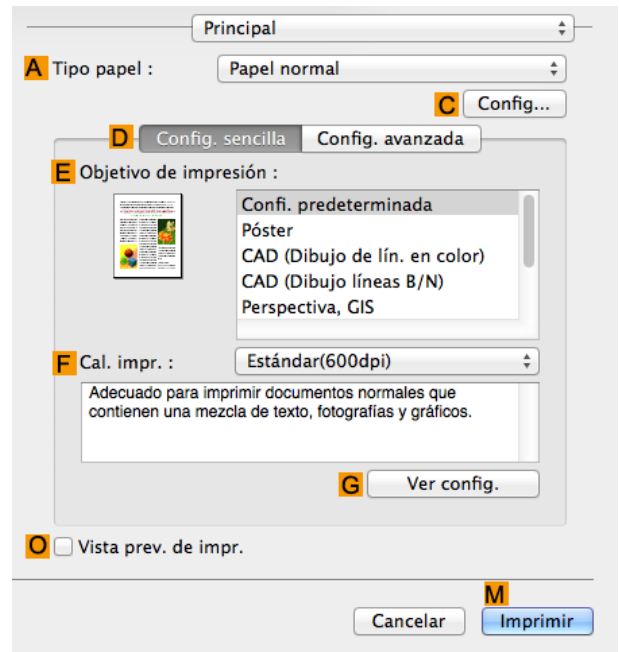 Principal
A Tipo papel : Papel normal
C Config...
D Config. sencilla Config. avanzada
E Objetivo de impresión :
Confi. predeterminada
Póster
CAD (Dibujo de lín. en color)
CAD (Dibujo líneas B/N)
Perspectiva, GIS
F Cal. impr. : Estándar(600dpi)
Adecuado para imprimir documentos normales que
contienen una mezcla de texto, fotografías y gráficos.
G Ver config.
O Vista prev. de impr.
M
Cancelar Imprimir